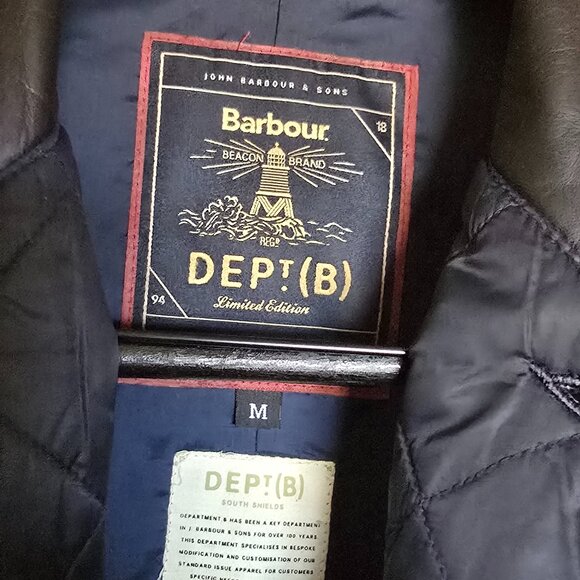 JOHN BARBOUR & SONS
Barbour
18
BEACON BRAND
REGD
DEPT(B)
94
Limited Edition
M
DEPT(B)
SOUTH SHIELDS
DEPARTMENT B HAS BEEN A KEY DEPARTMENT
IN J. BARBOUR & SONS FOR OVER 100 YEARS.
THIS DEPARTMENT SPECIALISES IN BESPOKE
MODIFICATION AND CUSTOMISATION OF OUR
STANDARD ISSUE APPAREL FOR CUSTOMERS
SPECIFIC